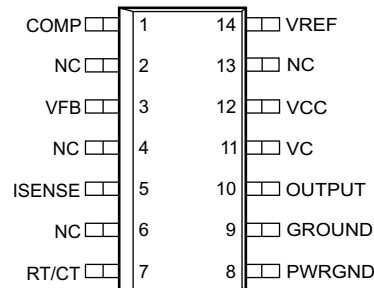 COMP 1 14 VREF
NC 2 13 NC
VFB 3 12 VCC
NC 4 11 VC
ISENSE 5 10 OUTPUT
NC 6 9 GROUND
RT/CT 7 8 PWRGND